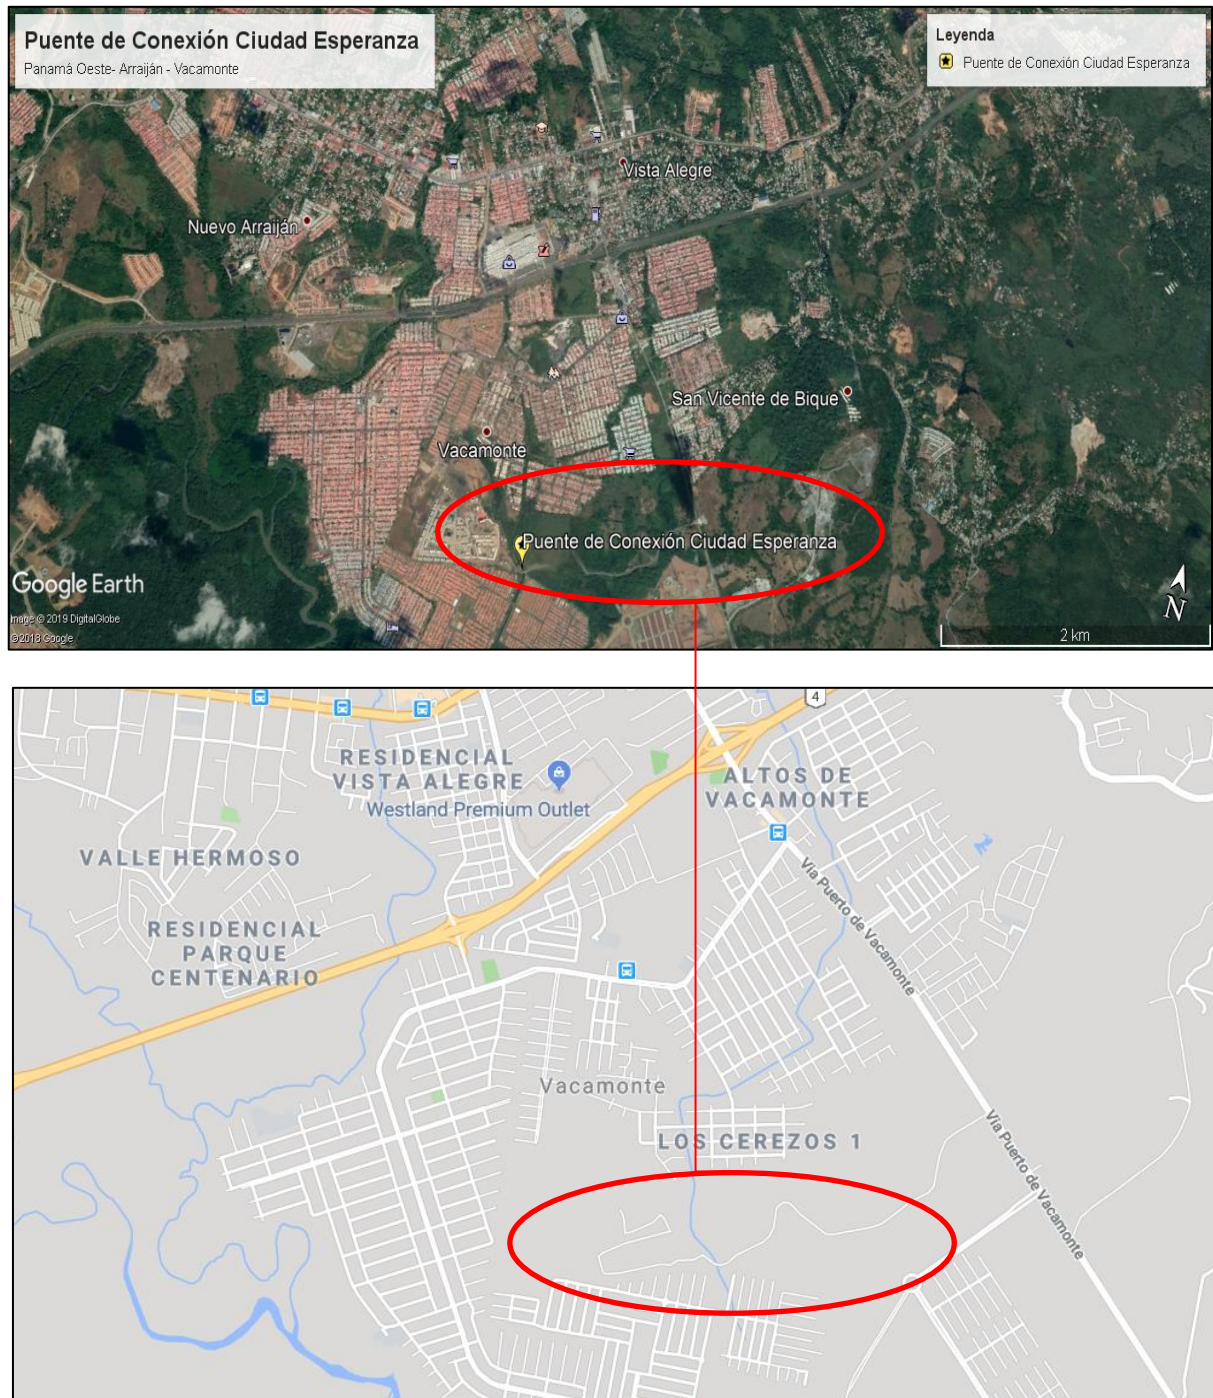 Puente de Conexión Ciudad Esperanza
Panamá Oeste- Arraiján - Vacamonte
Leyenda
Puente de Conexión Ciudad Esperanza
Vista Alegre
Nuevo Arraiján
San Vicente de Bique
Vacamonte
Puente de Conexión Ciudad Esperanza
Google Earth
Image © 2019 DigitalGlobe
©2018 Google
N
2 km
4
RESIDENCIAL
VISTA ALEGRE
Westland Premium Outlet
ALTOS DE
VACAMONTE
VALLE HERMOSO
Vía Puerto de Vacamonte
RESIDENCIAL
PARQUE
CENTENARIO
Vacamonte
LOS CEREZOS 1
Vía Puerto de Vacamonte